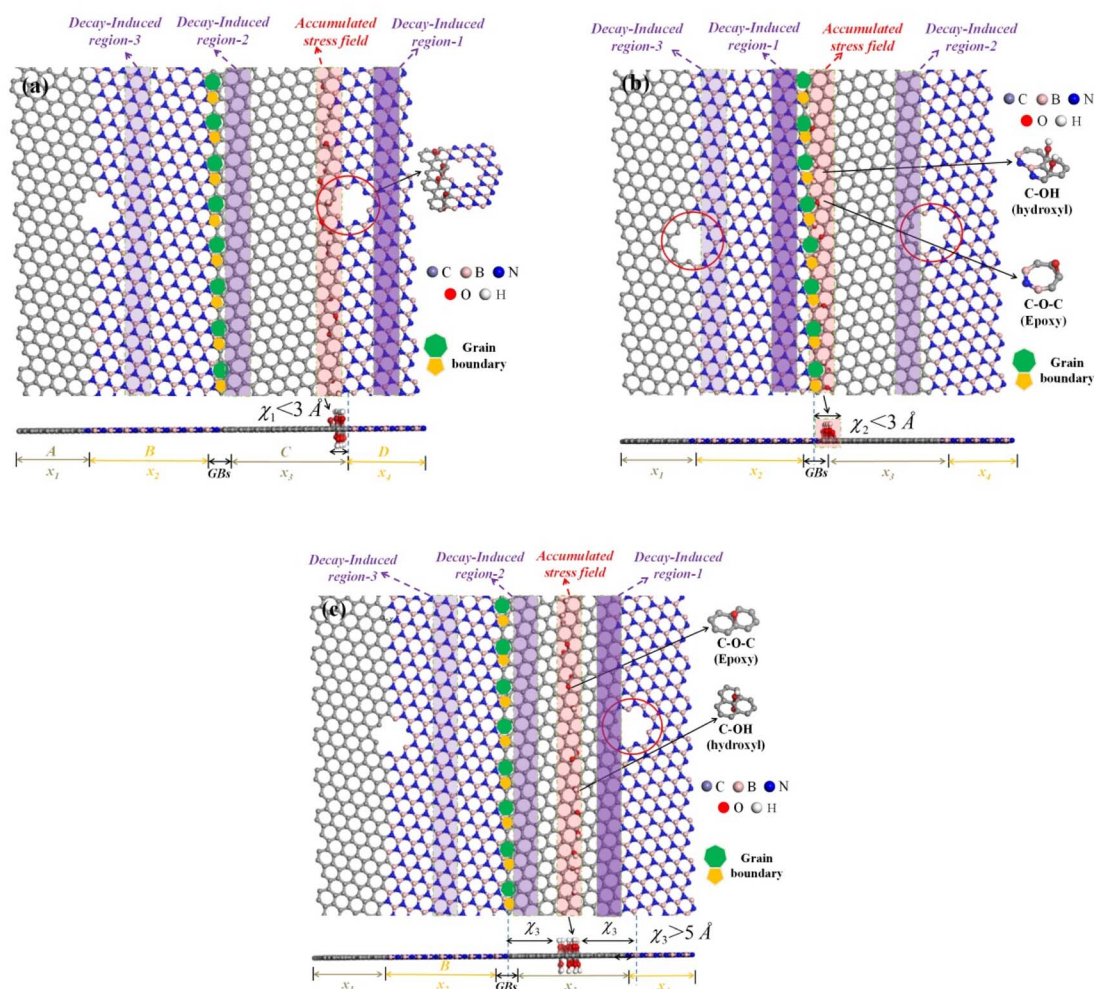 Decay-Induced
region-3
Decay-Induced
region-2
Accumulated
stress field
Decay-Induced
region-1
(a)
C B N
O H
Grain
boundary
χ1<3 Å
A B C D
x1 x2 GBs x3 x4
Decay-Induced
region-3
Decay-Induced
region-1
Accumulated
stress field
Decay-Induced
region-2
(b)
C B N
O H
C-OH
(hydroxyl)
C-O-C
(Epoxy)
Grain
boundary
χ2<3 Å
x1 x2 GBs x3 x4
Decay-Induced
region-3
Decay-Induced
region-2
Accumulated
stress field
Decay-Induced
region-1
(c)
C-O-C
(Epoxy)
C-OH
(hydroxyl)
C B N
O H
Grain
boundary
χ3 χ3 χ3>5 Å
B
x1 GBs